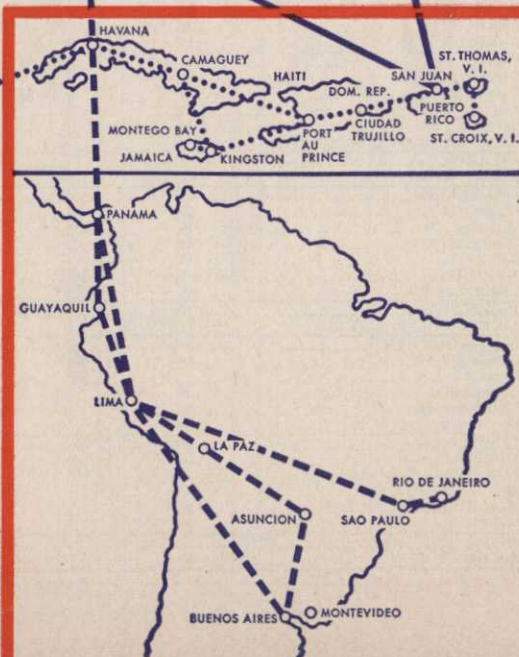 HAVANA
CAMAGUEY
HAITI
DOM. REP.
SAN JUAN
ST. THOMAS,
V. I.
MONTEGO BAY
JAMAICA
KINGSTON
PORT
AU
PRINCE
CIUDAD
TRUJILLO
PUERTO
RICO
ST. CROIX, V. I.
PANAMA
GUAYAQUIL
LIMA
LA PAZ
RIO DE JANEIRO
ASUNCION
SAO PAULO
BUENOS AIRES
MONTEVIDEO